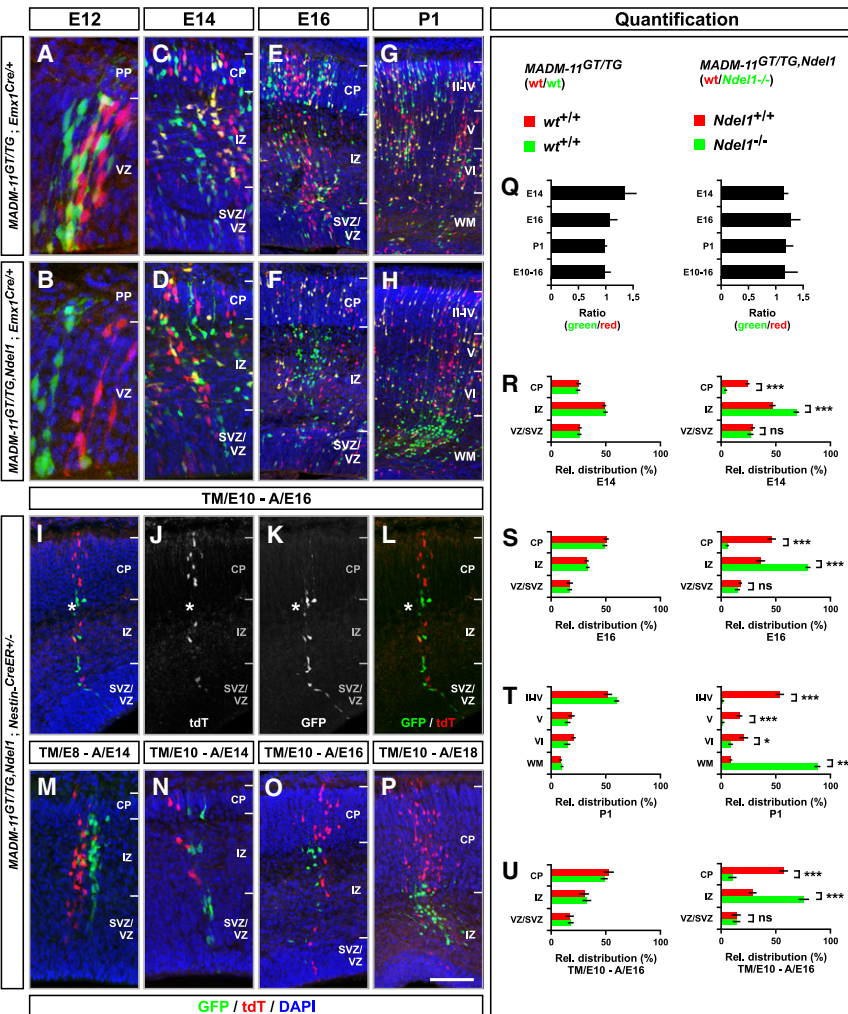 E12 E14 E16 P1 Quantification
MADM-11GT/TG ; Emx1Cre/+
A PP VZ
C CP IZ SVZ/VZ
E CP IZ SVZ/VZ
G II-IV V VI WM
MADM-11GT/TG,Ndel1 ; Emx1Cre/+
B PP VZ
D CP IZ SVZ/VZ
F CP IZ SVZ/VZ
H II-IV V VI WM
TM/E10 - A/E16
MADM-11GT/TG,Ndel1 ; Nestin-CreER+/-
I * CP IZ SVZ/VZ
J * CP IZ SVZ/VZ tdT
K * CP IZ SVZ/VZ GFP
L * CP IZ SVZ/VZ GFP / tdT
TM/E8 - A/E14 TM/E10 - A/E14 TM/E10 - A/E16 TM/E10 - A/E18
M CP IZ SVZ/VZ
N CP IZ SVZ/VZ
O CP IZ SVZ/VZ
P CP IZ
GFP / tdT / DAPI
MADM-11GT/TG
(wt/wt)
wt+/+
wt+/+
MADM-11GT/TG,Ndel1
(wt/Ndel1-/-)
Ndel1+/+
Ndel1-/-
Q
E14
E16
P1
E10-16
0 0.5 1 1.5
Ratio
(green/red)
E14
E16
P1
E10-16
0 0.5 1 1.5
Ratio
(green/red)
R
CP
IZ
VZ/SVZ
0 50 100
Rel. distribution (%)
E14
CP ***
IZ ***
VZ/SVZ ns
0 50 100
Rel. distribution (%)
E14
S
CP
IZ
VZ/SVZ
0 50 100
Rel. distribution (%)
E16
CP ***
IZ ***
VZ/SVZ ns
0 50 100
Rel. distribution (%)
E16
T
II-IV
V
VI
WM
0 50 100
Rel. distribution (%)
P1
II-IV ***
V ***
VI *
WM **
0 50 100
Rel. distribution (%)
P1
U
CP
IZ
VZ/SVZ
0 50 100
Rel. distribution (%)
TM/E10 - A/E16
CP ***
IZ ***
VZ/SVZ ns
0 50 100
Rel. distribution (%)
TM/E10 - A/E16